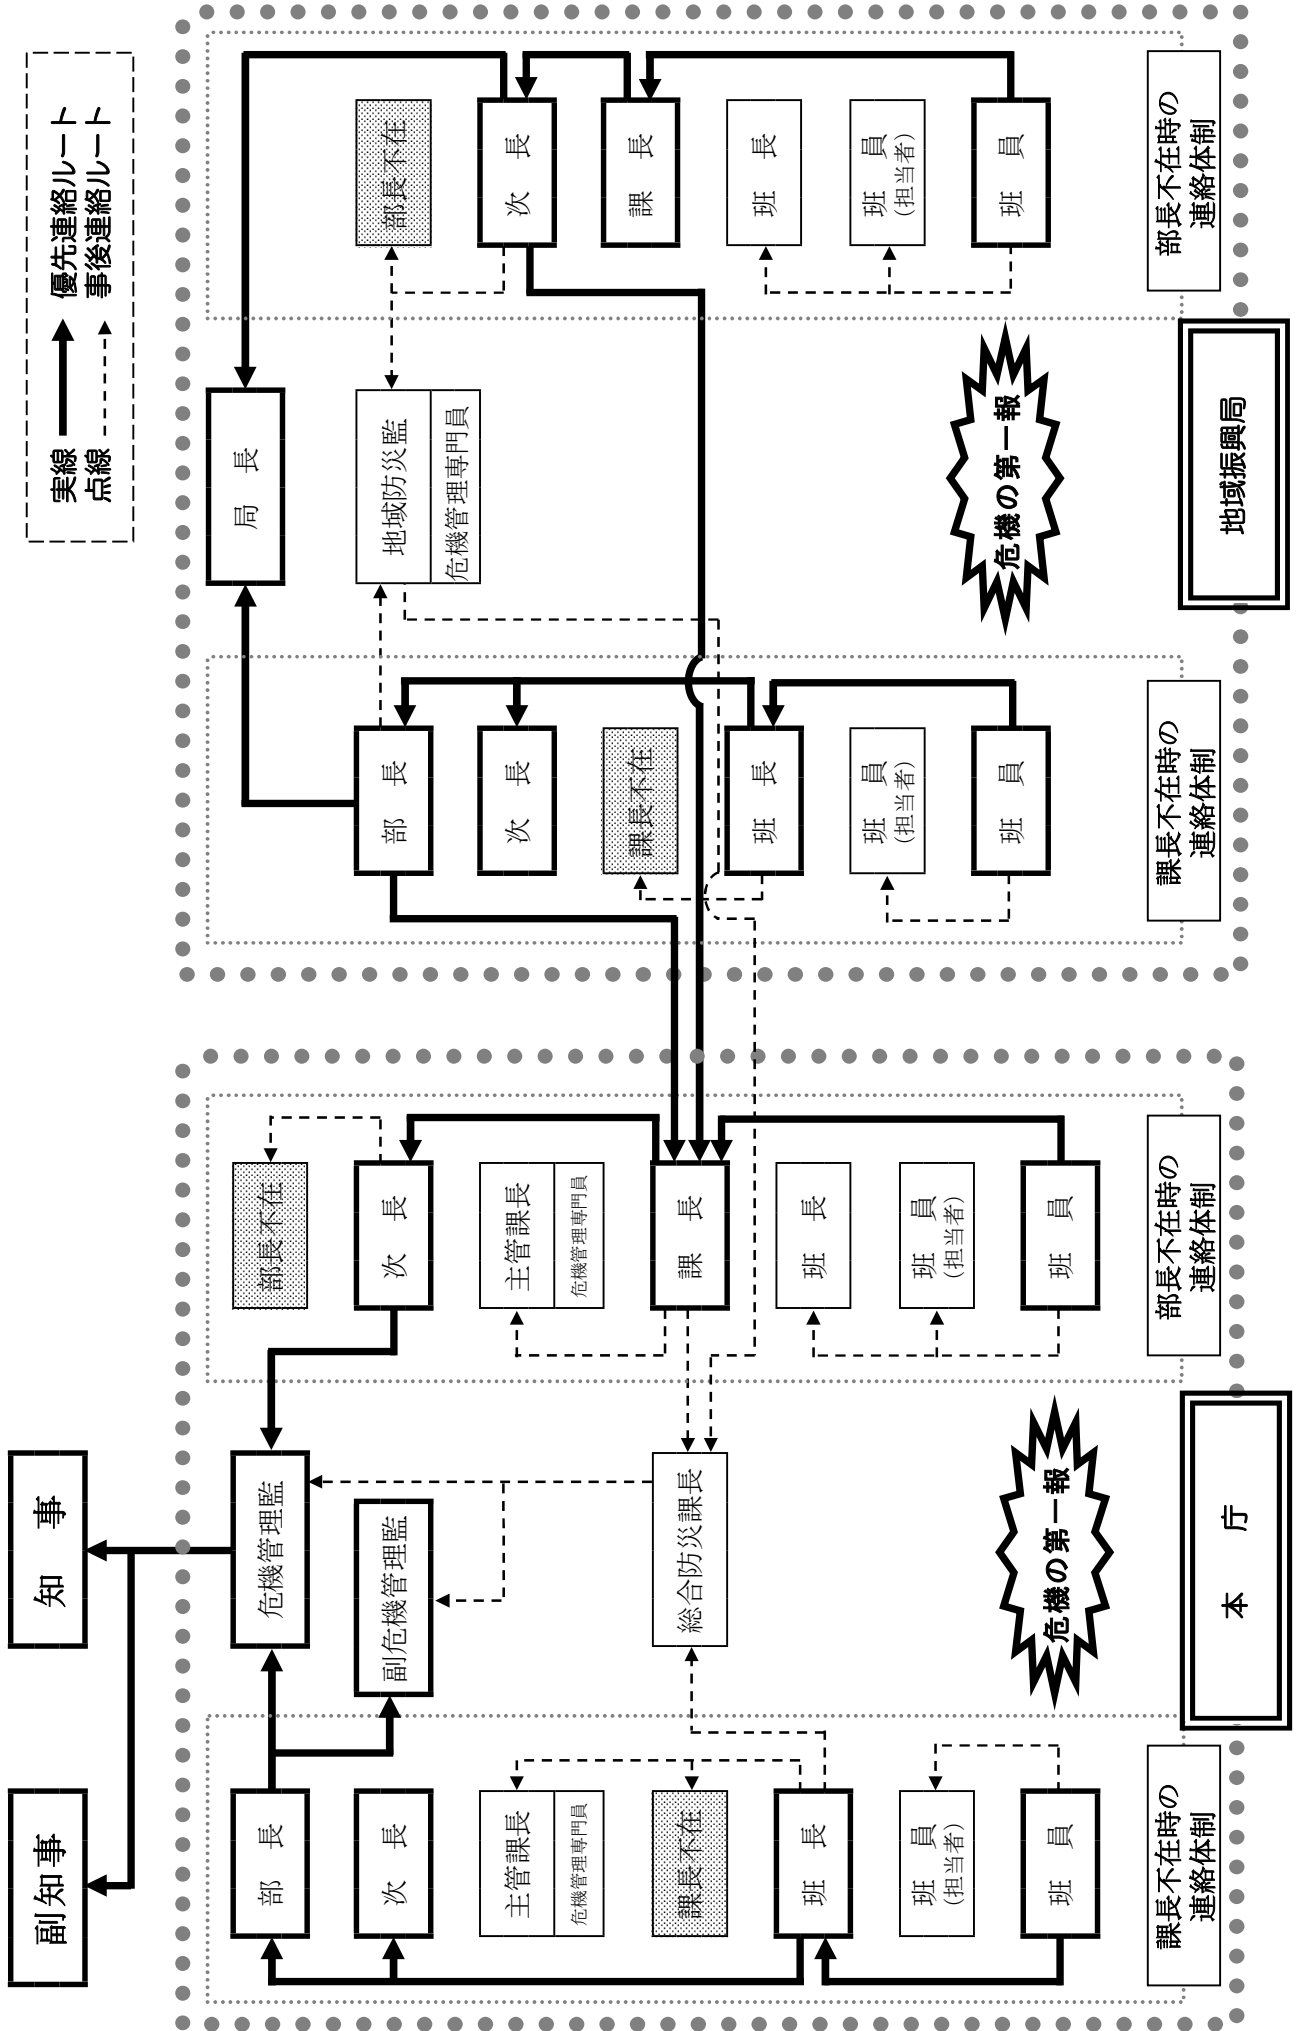 副知事
知　事
実線　優先連絡ルート
点線　事後連絡ルート
部　長
次　長
主管課長
危機管理専門員
課長不在
班　長
班　員
(担当者)
班　員
課長不在時の
連絡体制
危機管理監
副危機管理監
総合防災課長
危機の第一報
本　庁
部長不在
次　長
主管課長
危機管理専門員
課　長
班　長
班　員
(担当者)
班　員
部長不在時の
連絡体制
部　長
次　長
課長不在
班　長
班　員
(担当者)
班　員
課長不在時の
連絡体制
局　長
地域防災監
危機管理専門員
危機の第一報
地域振興局
部長不在
次　長
課　長
班　長
班　員
(担当者)
班　員
部長不在時の
連絡体制